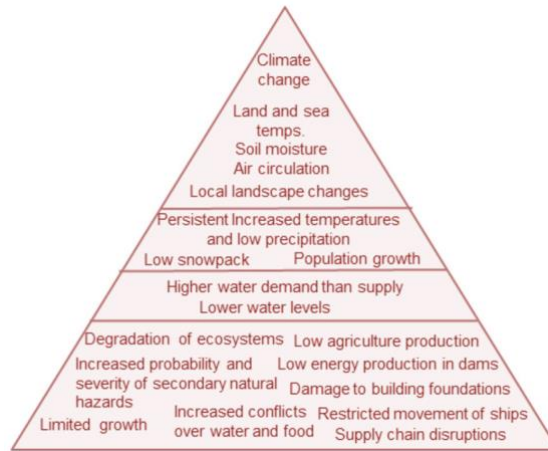 Climate
change
Land and sea
temps.
Soil moisture
Air circulation
Local landscape changes
Persistent Increased temperatures
and low precipitation
Low snowpack
Population growth
Higher water demand than supply
Lower water levels
Degradation of ecosystems
Low agriculture production
Increased probability and
severity of secondary natural
hazards
Low energy production in dams
Damage to building foundations
Limited growth
Increased conflicts
over water and food
Restricted movement of ships
Supply chain disruptions